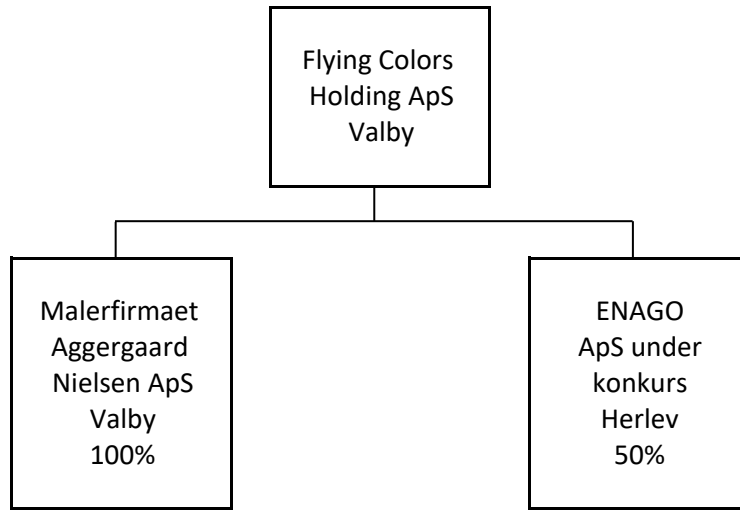 Flying Colors
Holding ApS
Valby
Malerfirmaet
Aggergaard
Nielsen ApS
Valby
100%
ENAGO
ApS under
konkurs
Herlev
50%